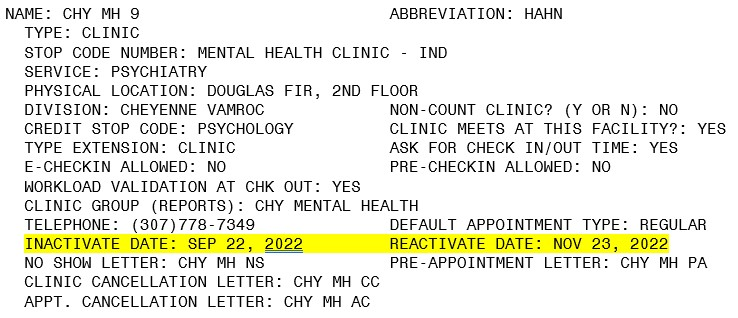 NAME: CHY MH 9 ABBREVIATION: HAHN
TYPE: CLINIC
STOP CODE NUMBER: MENTAL HEALTH CLINIC - IND
SERVICE: PSYCHIATRY
PHYSICAL LOCATION: DOUGLAS FIR, 2ND FLOOR
DIVISION: CHEYENNE VAMROC NON-COUNT CLINIC? (Y OR N): NO
CREDIT STOP CODE: PSYCHOLOGY CLINIC MEETS AT THIS FACILITY?: YES
TYPE EXTENSION: CLINIC ASK FOR CHECK IN/OUT TIME: YES
E-CHECKIN ALLOWED: NO PRE-CHECKIN ALLOWED: NO
WORKLOAD VALIDATION AT CHK OUT: YES
CLINIC GROUP (REPORTS): CHY MENTAL HEALTH
TELEPHONE: (307)778-7349 DEFAULT APPOINTMENT TYPE: REGULAR
INACTIVATE DATE: SEP 22, 2022 REACTIVATE DATE: NOV 23, 2022
NO SHOW LETTER: CHY MH NS PRE-APPOINTMENT LETTER: CHY MH PA
CLINIC CANCELLATION LETTER: CHY MH CC
APPT. CANCELLATION LETTER: CHY MH AC